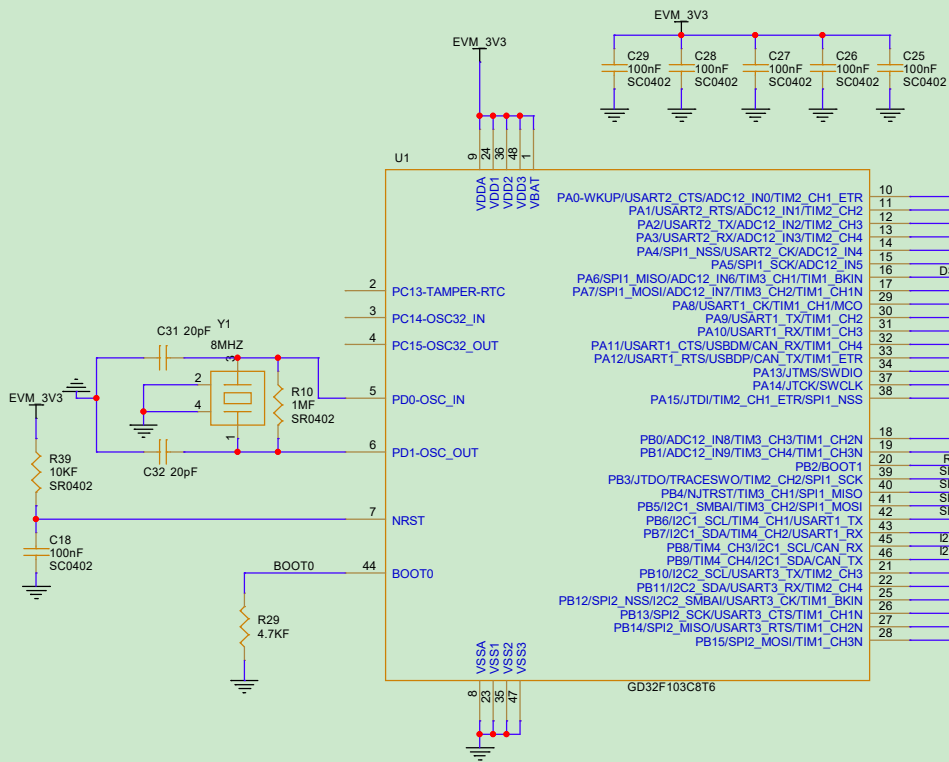 EVM_3V3
C29
100nF
SC0402
C28
100nF
SC0402
C27
100nF
SC0402
C26
100nF
SC0402
C25
100nF
SC0402
EVM_3V3
9
24
36
48
1
U1
VDDA
VDD1
VDD2
VDD3
VBAT
PA0-WKUP/USART2_CTS/ADC12_IN0/TIM2_CH1_ETR 10
PA1/USART2_RTS/ADC12_IN1/TIM2_CH2 11
PA2/USART2_TX/ADC12_IN2/TIM2_CH3 12
PA3/USART2_RX/ADC12_IN3/TIM2_CH4 13
PA4/SPI1_NSS/USART2_CK/ADC12_IN4 14
PA5/SPI1_SCK/ADC12_IN5 15
PA6/SPI1_MISO/ADC12_IN6/TIM3_CH1/TIM1_BKIN 16
PA7/SPI1_MOSI/ADC12_IN7/TIM3_CH2/TIM1_CH1N 17
PA8/USART1_CK/TIM1_CH1/MCO 29
PA9/USART1_TX/TIM1_CH2 30
PA10/USART1_RX/TIM1_CH3 31
PA11/USART1_CTS/USBDM/CAN_RX/TIM1_CH4 32
PA12/USART1_RTS/USBDP/CAN_TX/TIM1_ETR 33
PA13/JTMS/SWDIO 34
PA14/JTCK/SWCLK 37
PA15/JTDI/TIM2_CH1_ETR/SPI1_NSS 38
PB0/ADC12_IN8/TIM3_CH3/TIM1_CH2N 18
PB1/ADC12_IN9/TIM3_CH4/TIM1_CH3N 19
PB2/BOOT1 20
PB3/JTDO/TRACESWO/TIM2_CH2/SPI1_SCK 39
PB4/NJTRST/TIM3_CH1/SPI1_MISO 40
PB5/I2C1_SMBAI/TIM3_CH2/SPI1_MOSI 41
PB6/I2C1_SCL/TIM4_CH1/USART1_TX 42
PB7/I2C1_SDA/TIM4_CH2/USART1_RX 43
PB8/TIM4_CH3/I2C1_SCL/CAN_RX 45
PB9/TIM4_CH4/I2C1_SDA/CAN_TX 46
PB10/I2C2_SCL/USART3_TX/TIM2_CH3 21
PB11/I2C2_SDA/USART3_RX/TIM2_CH4 22
PB12/SPI2_NSS/I2C2_SMBAI/USART3_CK/TIM1_BKIN 25
PB13/SPI2_SCK/USART3_CTS/TIM1_CH1N 26
PB14/SPI2_MISO/USART3_RTS/TIM1_CH2N 27
PB15/SPI2_MOSI/TIM1_CH3N 28
2 PC13-TAMPER-RTC
3 PC14-OSC32_IN
4 PC15-OSC32_OUT
5 PD0-OSC_IN
6 PD1-OSC_OUT
7 NRST
44 BOOT0
C31 20pF
Y1
8MHZ
3
2
4
1
R10
1MF
SR0402
C32 20pF
EVM_3V3
R39
10KF
SR0402
C18
100nF
SC0402
BOOT0
R29
4.7KF
VSSA
VSS1
VSS2
VSS3
8
23
35
47
GD32F103C8T6